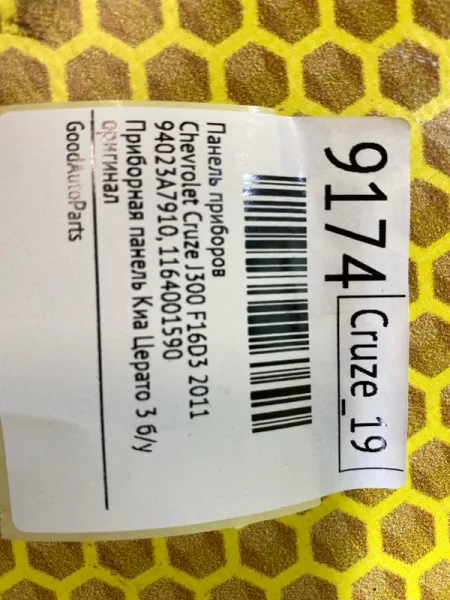 9174 Cruze_19
Панель приборов
Chevrolet Cruze J300 F16D3 2011
94023A7910, 1164001590
Приборная панель Киа Церато 3 б/у
оригинал
GoodAutoParts